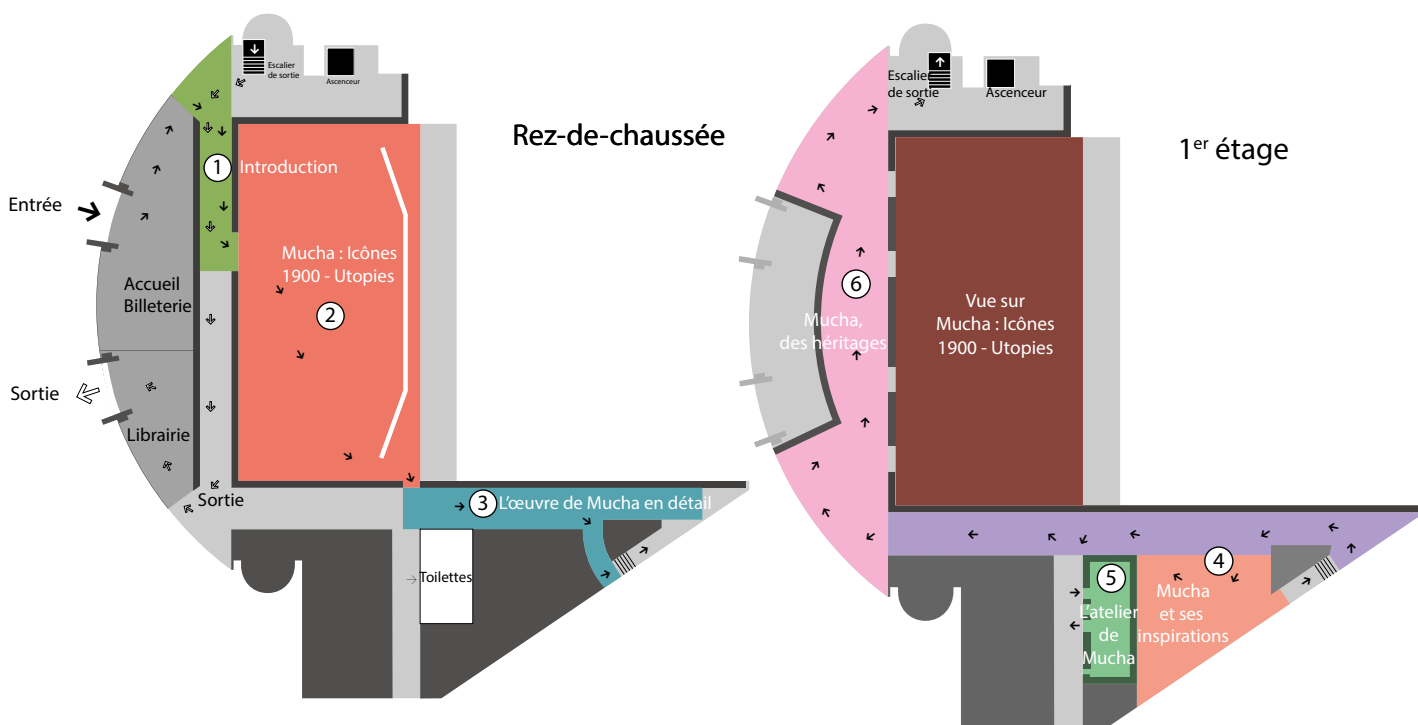 Escalier
de sortie
Ascenceur
Rez-de-chaussée
1
Introduction
Entrée
Mucha : Icônes
1900 - Utopies
2
Accueil
Billeterie
Sortie
Librairie
Sortie
3
L'œuvre de Mucha en détail
Toilettes
Escalier
de sortie
Ascenceur
1er étage
6
Mucha,
des héritages
Vue sur
Mucha : Icônes
1900 - Utopies
4
5
Mucha
et ses
inspirations
L'atelier
de
Mucha